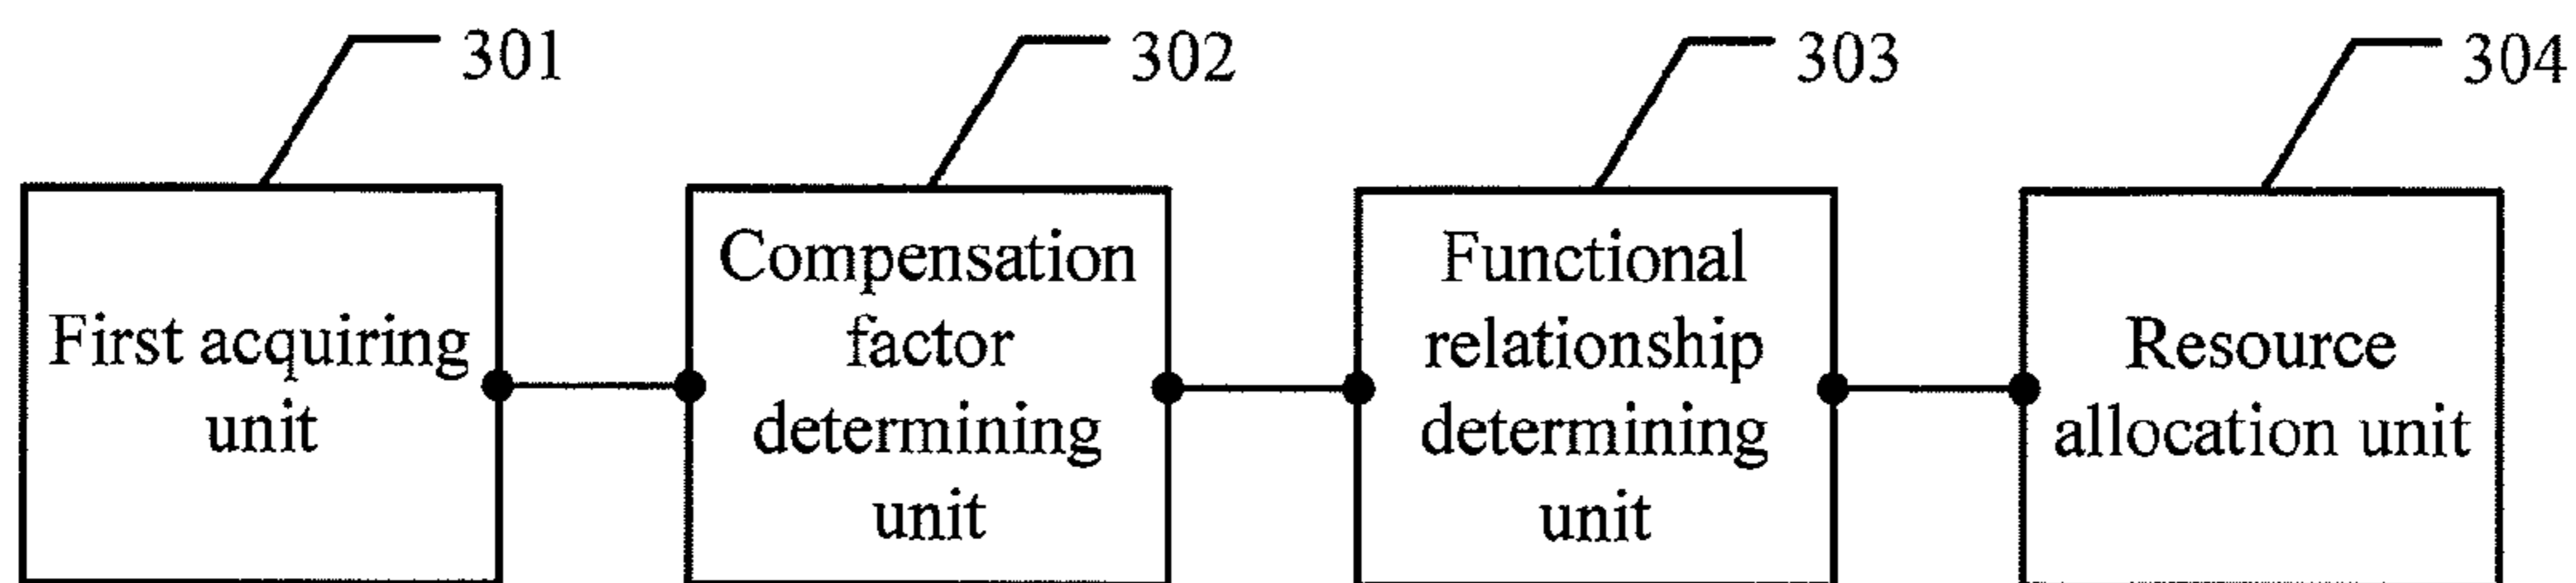 301
302
303
304
First acquiring
unit
Compensation
factor
determining
unit
Functional
relationship
determining
unit
Resource
allocation unit